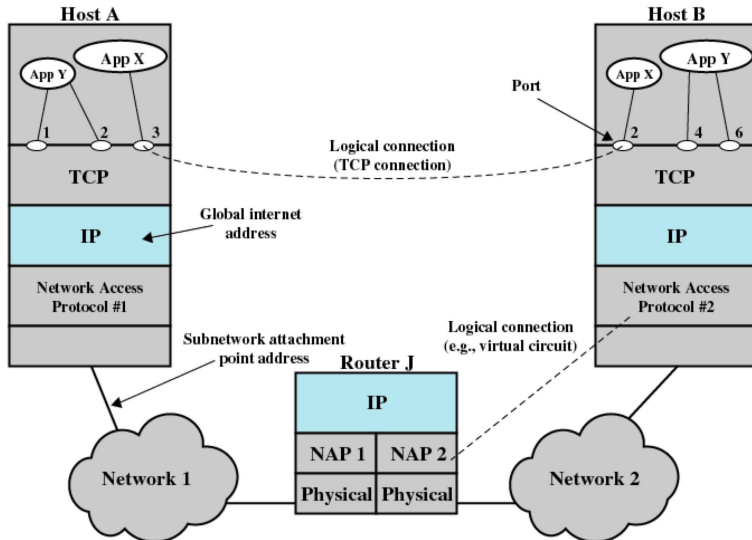 Host A
Host B
App X
App Y
App X
App Y
Port
1
2
3
2
4
6
Logical connection
(TCP connection)
TCP
TCP
Global internet
address
IP
IP
Network Access
Protocol #1
Network Access
Protocol #2
Logical connection
(e.g., virtual circuit)
Subnetwork attachment
point address
Router J
IP
NAP 1
NAP 2
Network 1
Physical
Physical
Network 2